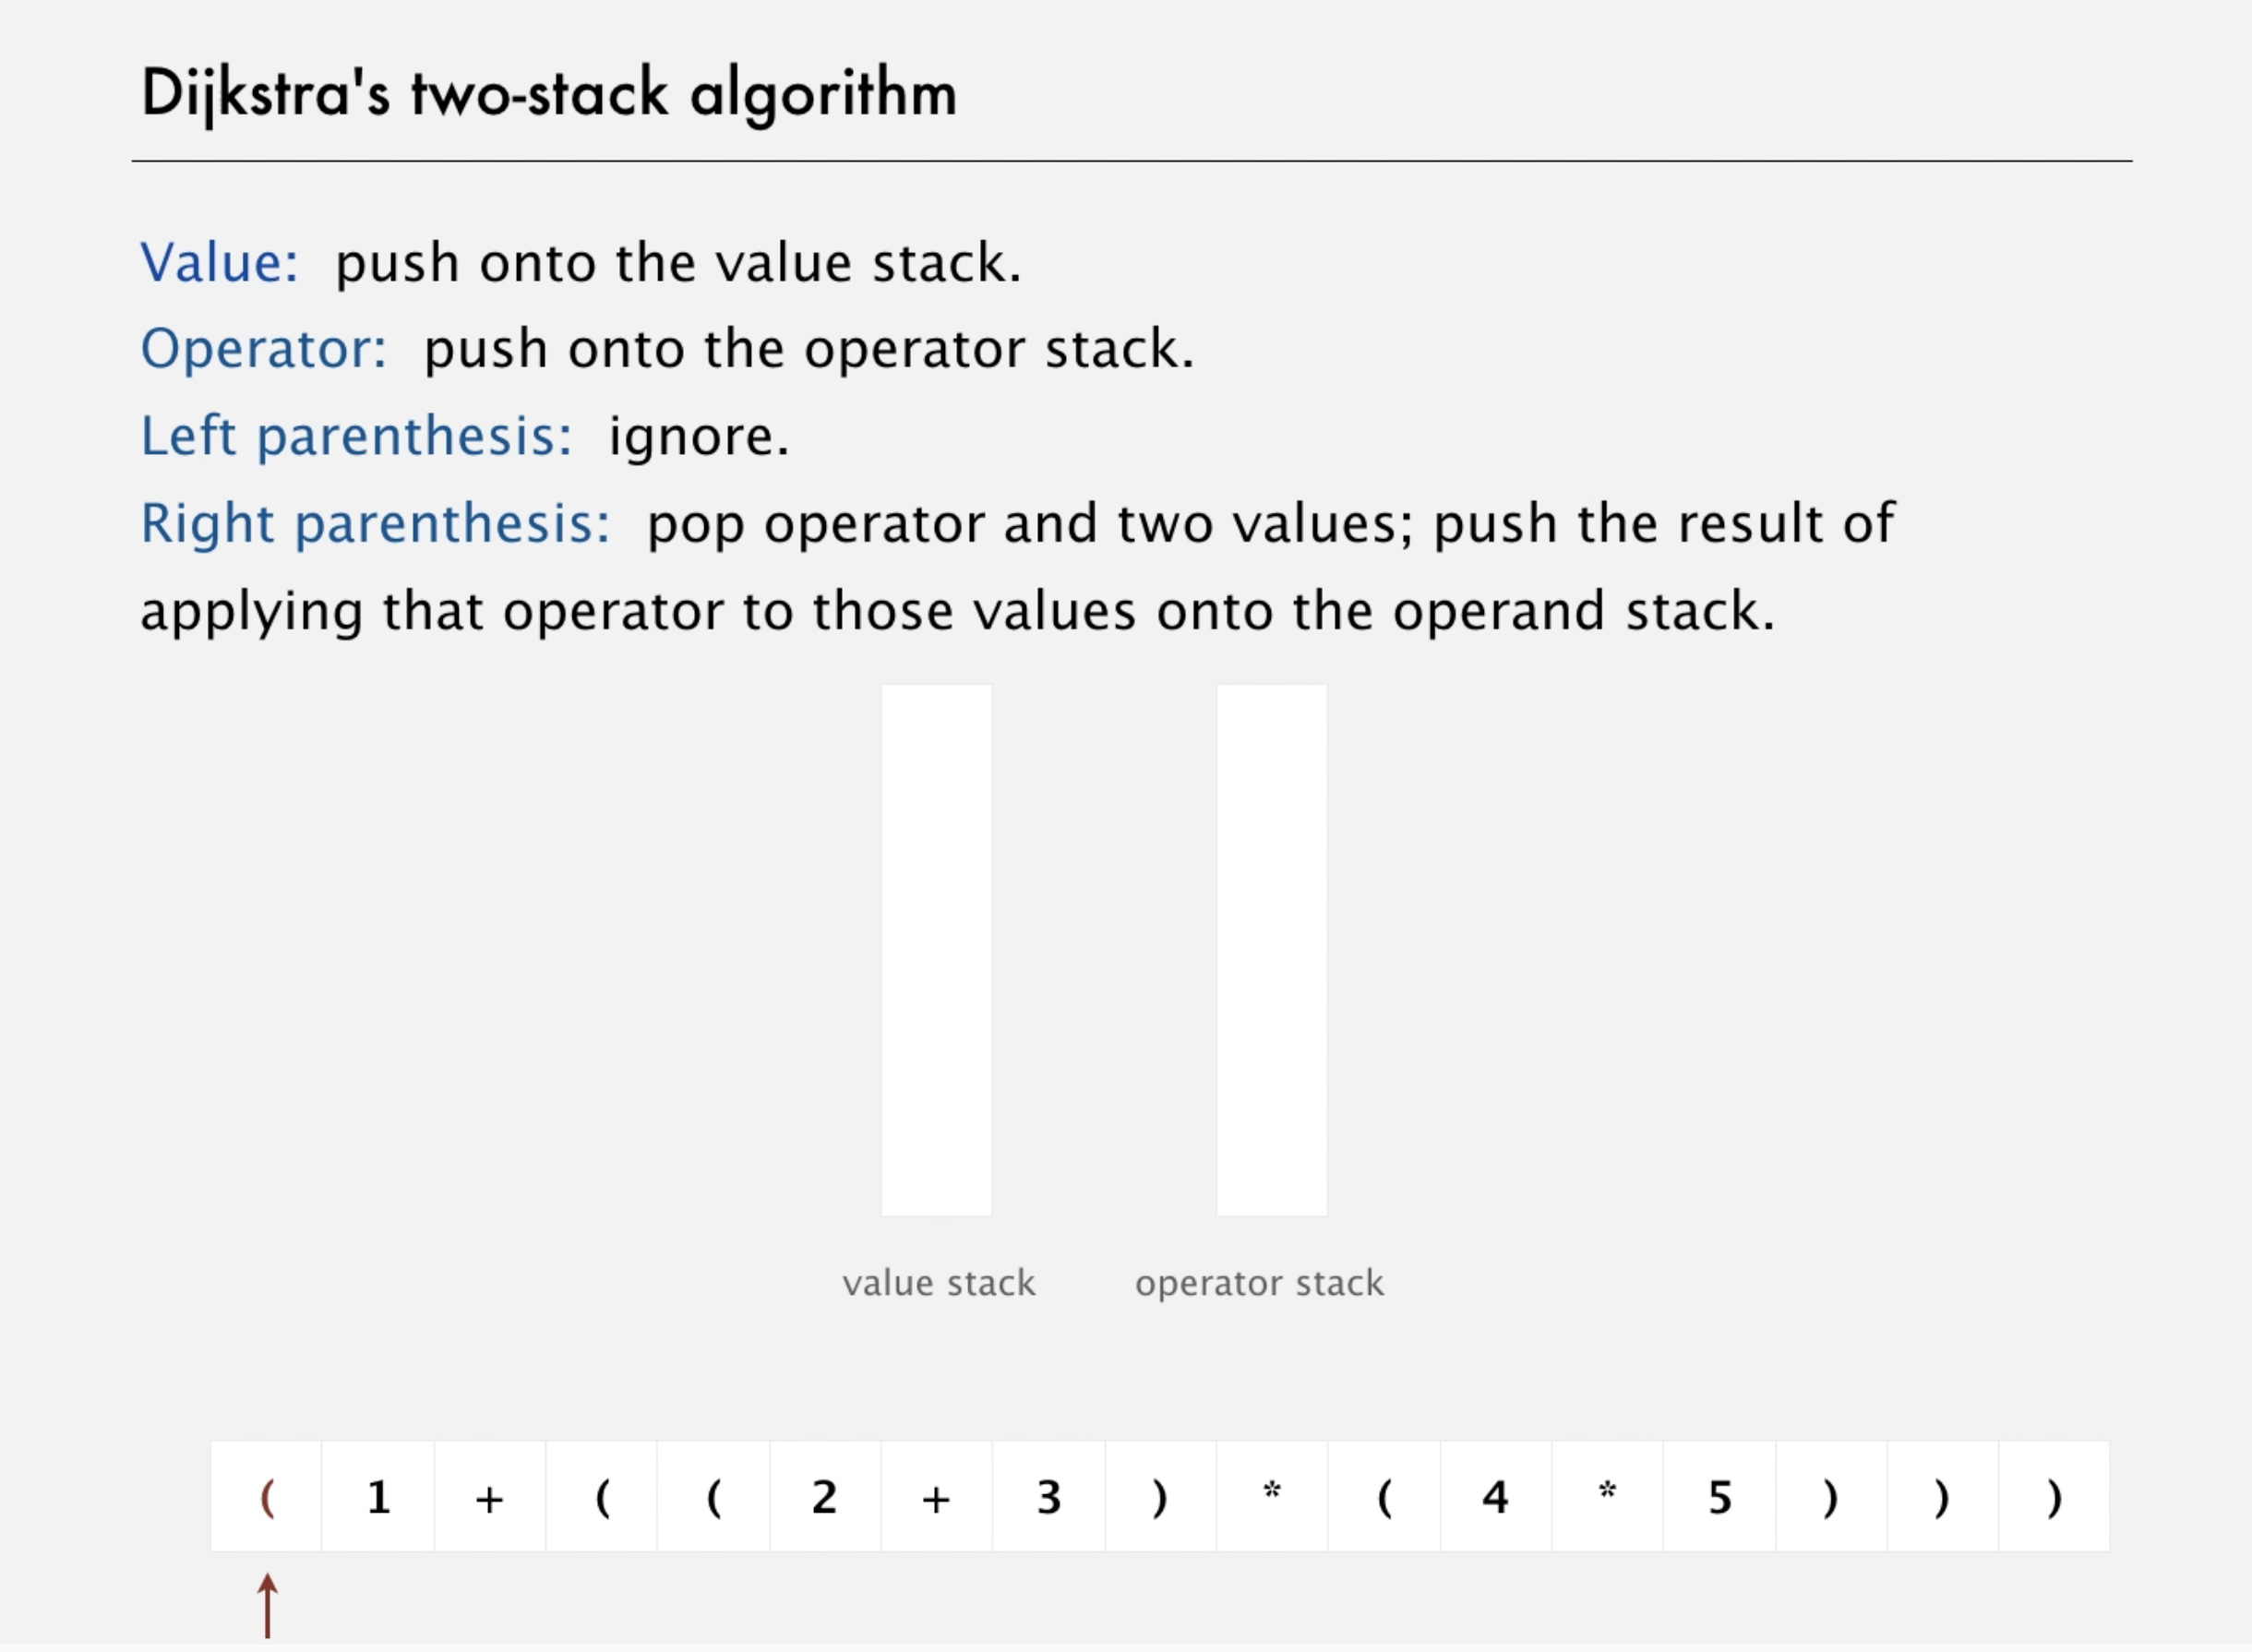 Dijkstra's two-stack algorithm
Value: push onto the value stack.
Operator: push onto the operator stack.
Left parenthesis: ignore.
Right parenthesis: pop operator and two values; push the result of
applying that operator to those values onto the operand stack.
value stack operator stack
( 1 + ( ( 2 + 3 ) * ( 4 * 5 ) ) )